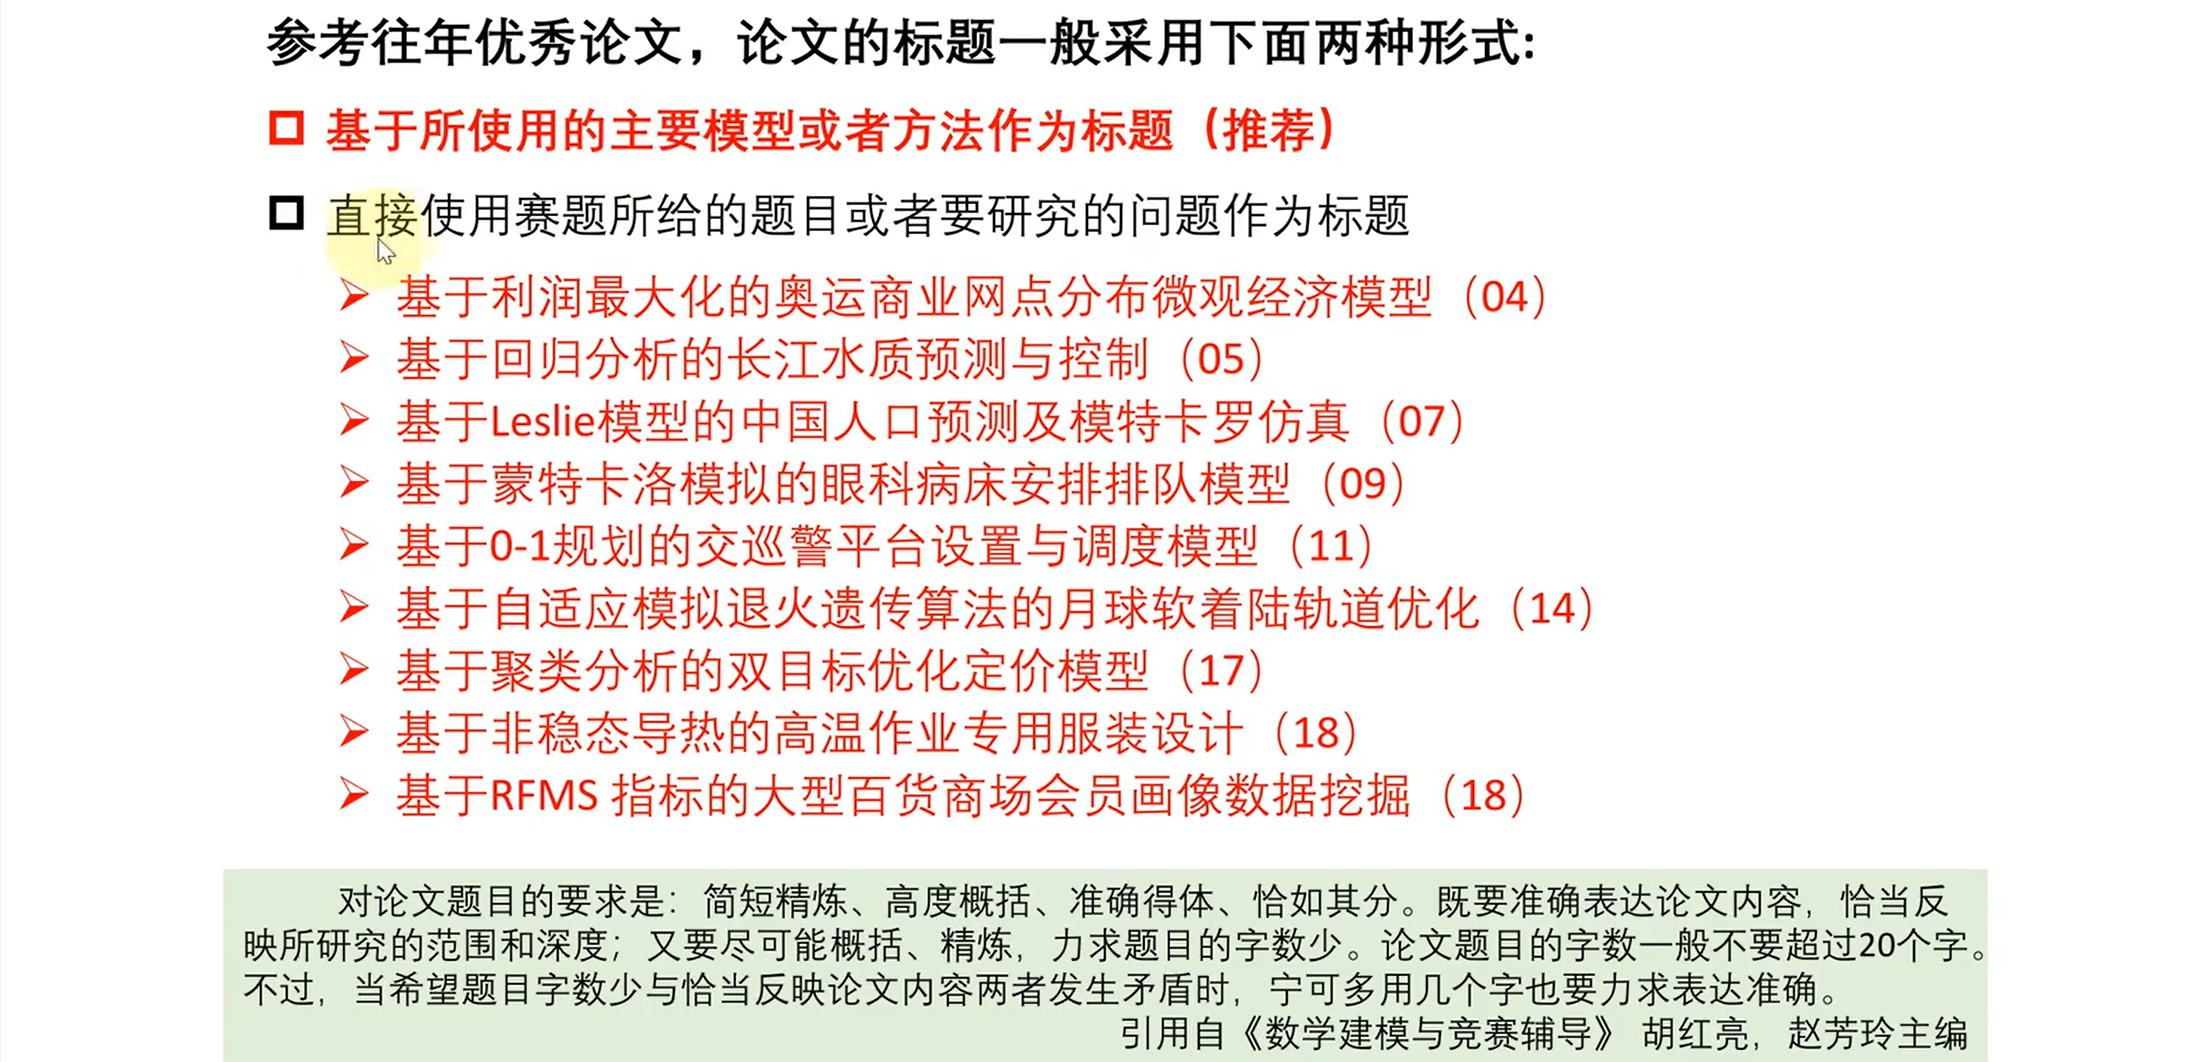 参考往年优秀论文，论文的标题一般采用下面两种形式:
基于所使用的主要模型或者方法作为标题（推荐）
直接使用赛题所给的题目或者要研究的问题作为标题
基于利润最大化的奥运商业网点分布微观经济模型（04）
基于回归分析的长江水质预测与控制（05）
基于Leslie模型的中国人口预测及模特卡罗仿真（07）
基于蒙特卡洛模拟的眼科病床安排排队模型（09）
基于0-1规划的交巡警平台设置与调度模型（11）
基于自适应模拟退火遗传算法的月球软着陆轨道优化（14）
基于聚类分析的双目标优化定价模型（17）
基于非稳态导热的高温作业专用服装设计（18）
基于RFMS 指标的大型百货商场会员画像数据挖掘（18）
对论文题目的要求是：简短精炼、高度概括、准确得体、恰如其分。既要准确表达论文内容，恰当反
映所研究的范围和深度；又要尽可能概括、精炼，力求题目的字数少。论文题目的字数一般不要超过20个字。
不过，当希望题目字数少与恰当反映论文内容两者发生矛盾时，宁可多用几个字也要力求表达准确。
引用自《数学建模与竞赛辅导》 胡红亮，赵芳玲主编